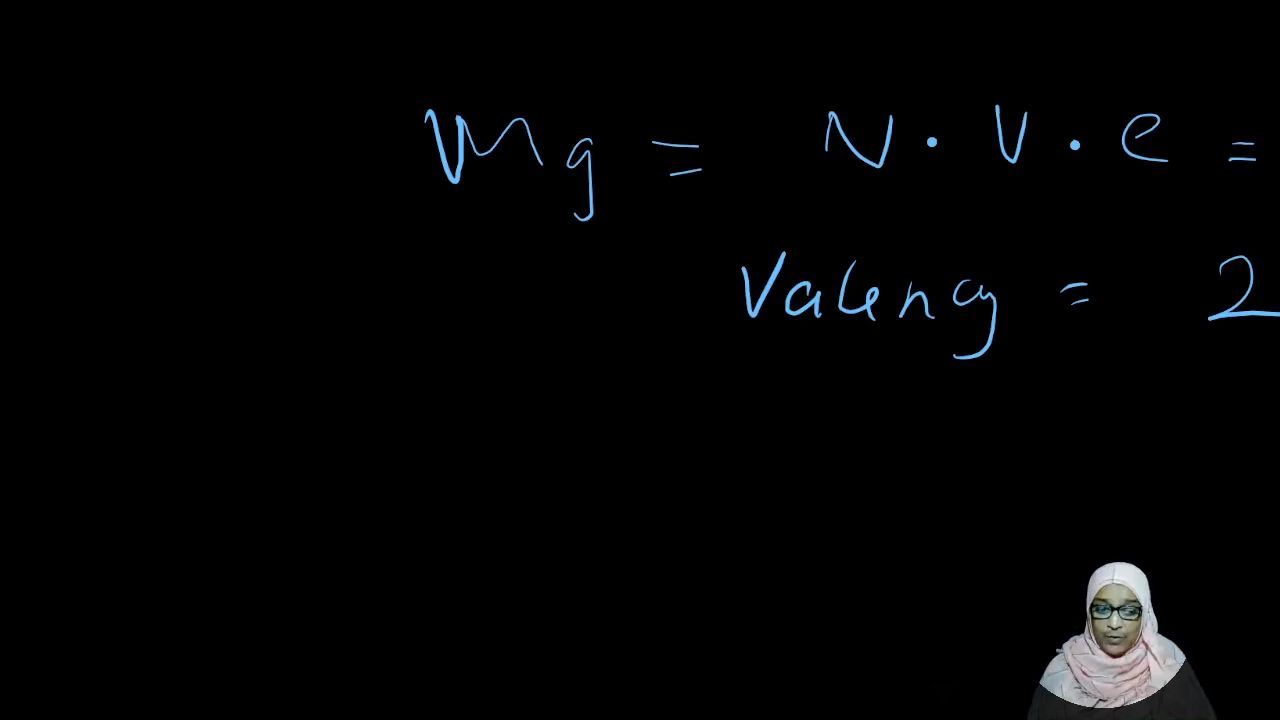 Mg = N . V . e =
Valency = 2